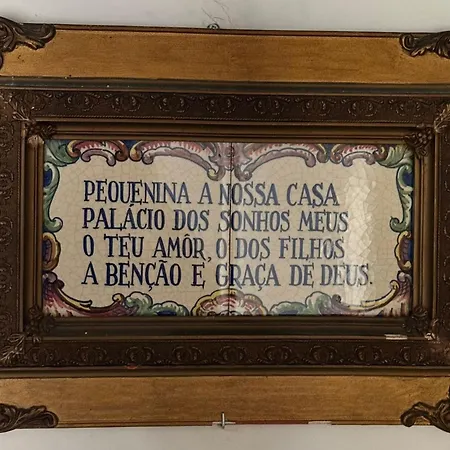 PEQUENINA A NOSSA CASA
PALÁCIO DOS SONHOS MEUS
O TEU AMÔR, O DOS FILHOS
A BENÇÃO E GRAÇA DE DEUS.